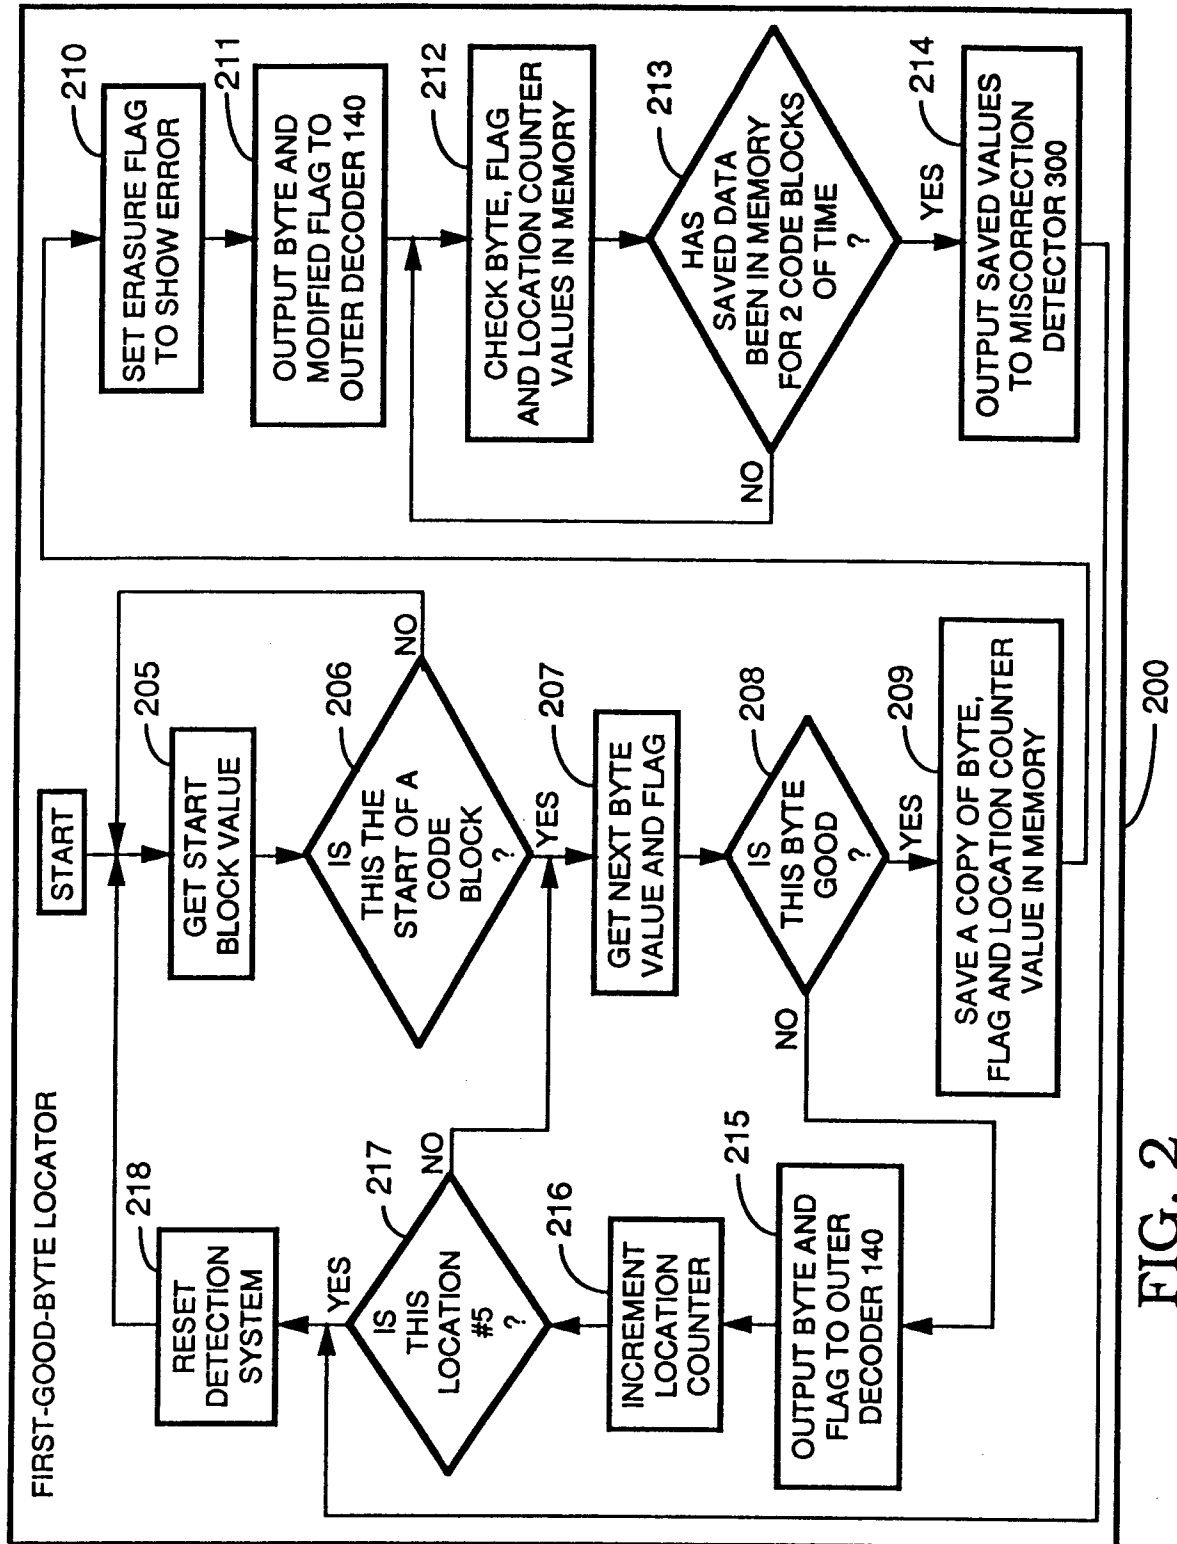 FIRST-GOOD-BYTE LOCATOR
START
205
GET START
BLOCK VALUE
206
IS
THIS THE
START OF A
CODE
BLOCK
?
NO
YES
207
GET NEXT BYTE
VALUE AND FLAG
208
IS
THIS BYTE
GOOD
?
NO
YES
209
SAVE A COPY OF BYTE,
FLAG AND LOCATION COUNTER
VALUE IN MEMORY
210
SET ERASURE FLAG
TO SHOW ERROR
211
OUTPUT BYTE AND
MODIFIED FLAG TO
OUTER DECODER 140
212
CHECK BYTE, FLAG
AND LOCATION COUNTER
VALUES IN MEMORY
213
HAS
SAVED DATA
BEEN IN MEMORY
FOR 2 CODE BLOCKS
OF TIME
?
NO
YES
214
OUTPUT SAVED VALUES
TO MISCORRECTION
DETECTOR 300
215
OUTPUT BYTE AND
FLAG TO OUTER
DECODER 140
216
INCREMENT
LOCATION
COUNTER
217
IS
THIS
LOCATION
#5
?
NO
YES
218
RESET
DETECTION
SYSTEM
200
FIG. 2